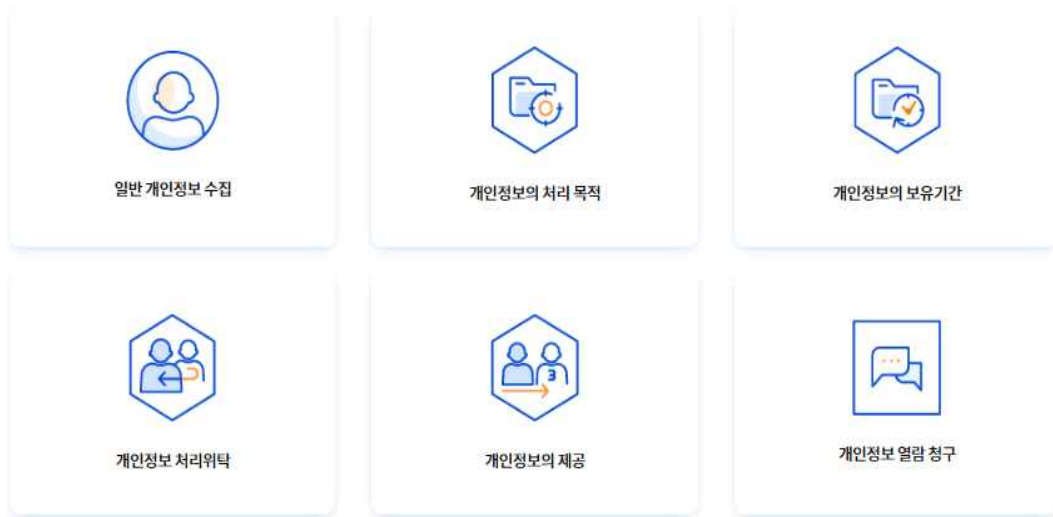 일반 개인정보 수집
개인정보의 처리 목적
개인정보의 보유기간
개인정보 처리위탁
3
개인정보의 제공
개인정보 열람 청구